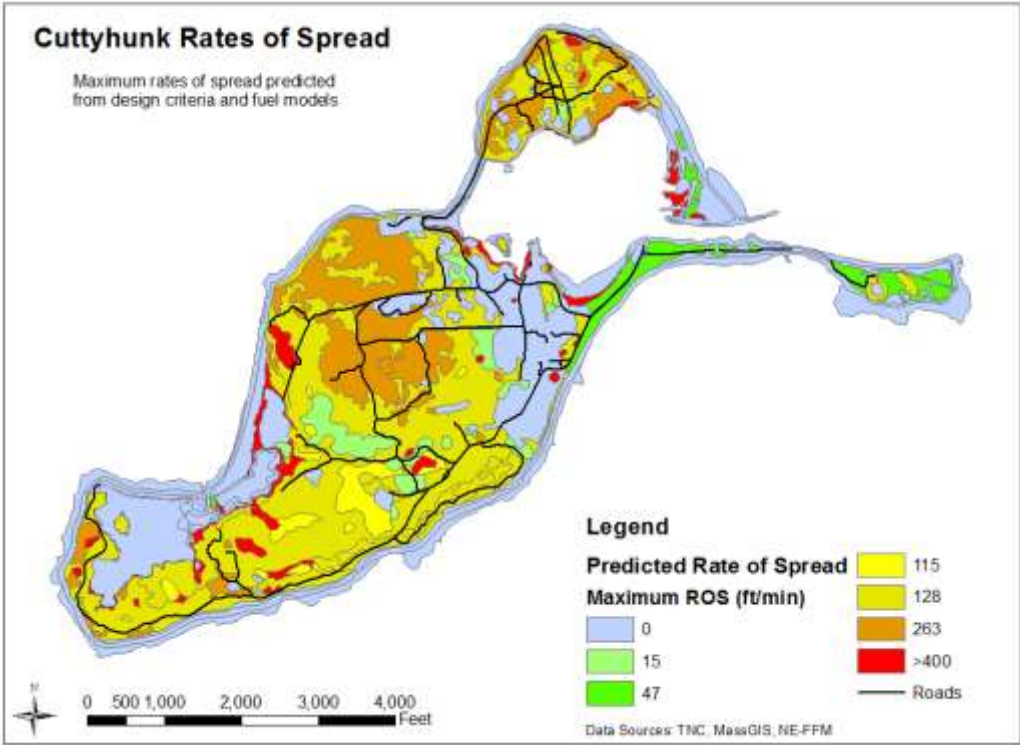 Cuttyhunk Rates of Spread
Maximum rates of spread predicted
from design criteria and fuel models
Legend
Predicted Rate of Spread
Maximum ROS (ft/min)
0
15
47
115
128
263
>400
Roads
N
0 500 1,000 2,000 3,000 4,000
Feet
Data Sources: TNC, MassGIS, NE-FFM